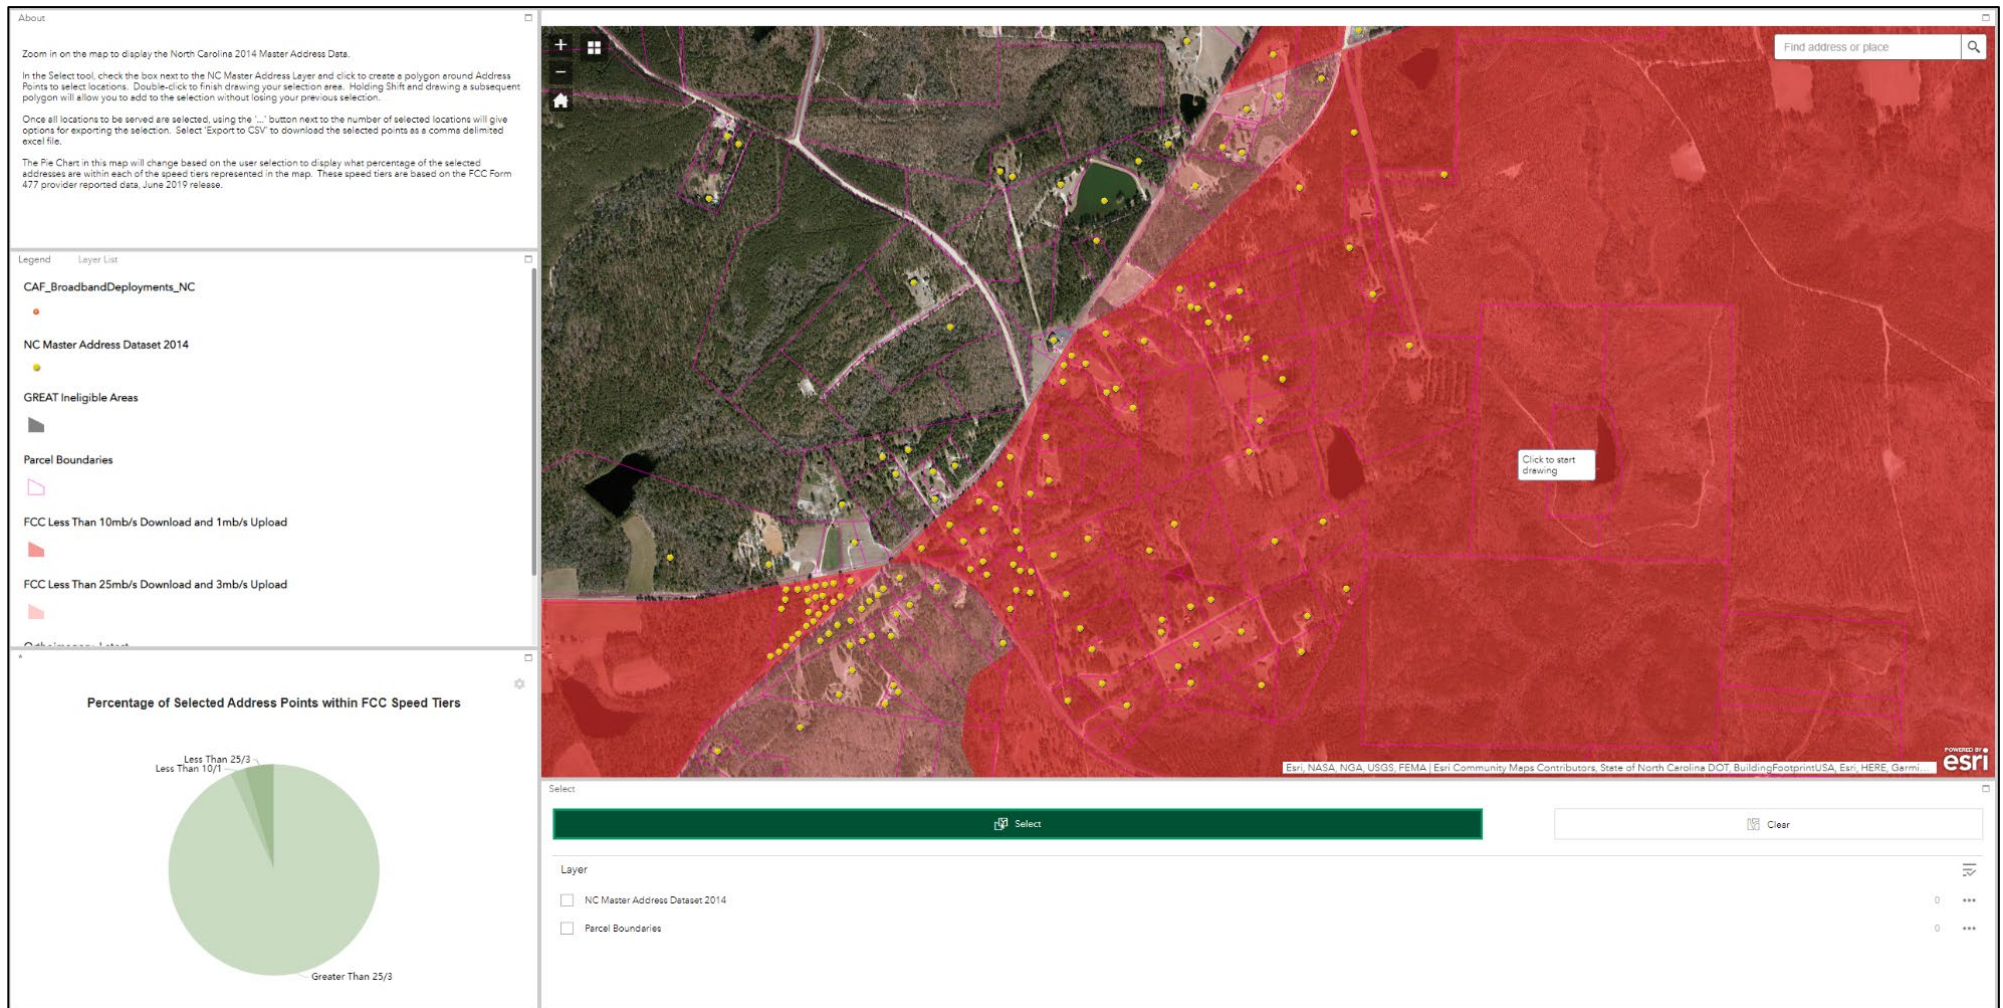 About
Zoom in on the map to display the North Carolina 2014 Master Address Data.
In the Select tool, check the box next to the NC Master Address Layer and click to create a polygon around Address
Points to select locations. Double-click to finish drawing your selection area. Holding Shift and drawing a subsequent
polygon will allow you to add to the selection without losing your previous selection.
Once all locations to be served are selected, using the '...' button next to the number of selected locations will give
options for exporting the selection. Select 'Export to CSV' to download the selected points as a comma delimited
excel file.
The Pie Chart in this map will change based on the user selection to display what percentage of the selected
addresses are within each of the speed tiers represented in the map. These speed tiers are based on the FCC Form
477 provider reported data, June 2019 release.
Legend Layer List
CAF_BroadbandDeployments_NC
NC Master Address Dataset 2014
GREAT Ineligible Areas
Parcel Boundaries
FCC Less Than 10mb/s Download and 1mb/s Upload
FCC Less Than 25mb/s Download and 3mb/s Upload
*
Percentage of Selected Address Points within FCC Speed Tiers
Less Than 25/3
Less Than 10/1
Greater Than 25/3
+
−
Find address or place
Click to start
drawing
Esri, NASA, NGA, USGS, FEMA | Esri Community Maps Contributors, State of North Carolina DOT, BuildingFootprintUSA, Esri, HERE, Garmi...
POWERED BY
esri
Select
Select
Clear
Layer
NC Master Address Dataset 2014 0 •••
Parcel Boundaries 0 •••